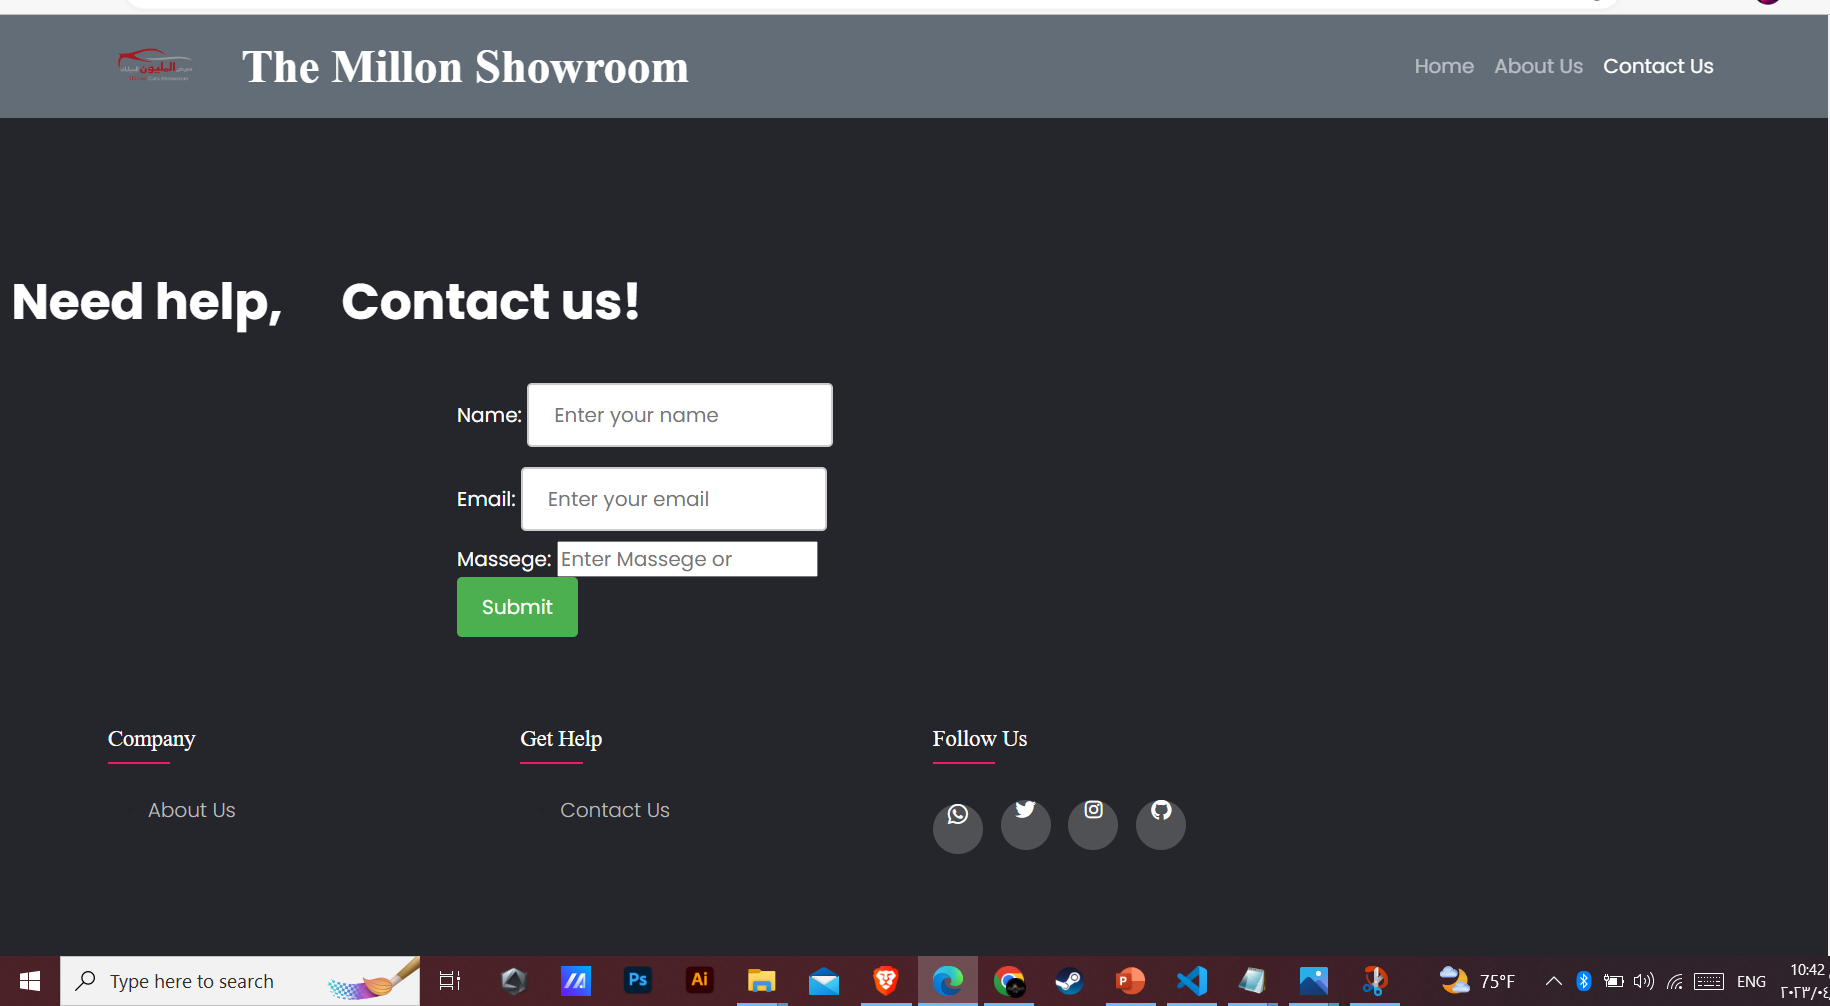 المليون
The Millon Showroom
Home About Us Contact Us
Need help, Contact us!
Name: Enter your name
Email: Enter your email
Massege: Enter Massege or
Submit
Company Get Help Follow Us
About Us Contact Us
Type here to search
Ps
Ai
P
75°F
ENG
10:42